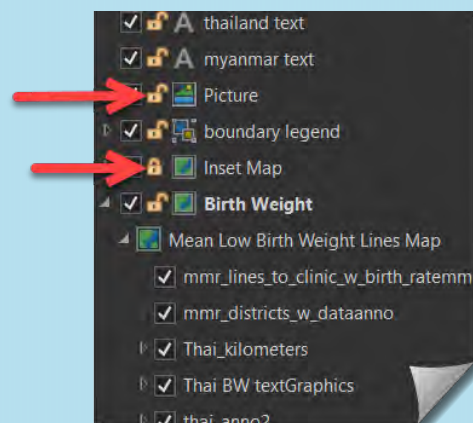 thailand text
myanmar text
Picture
boundary legend
Inset Map
Birth Weight
Mean Low Birth Weight Lines Map
mmr_lines_to_clinic_w_birth_ratemm
mmr_districts_w_dataanno
Thai_kilometers
Thai BW textGraphics
thai_anno2